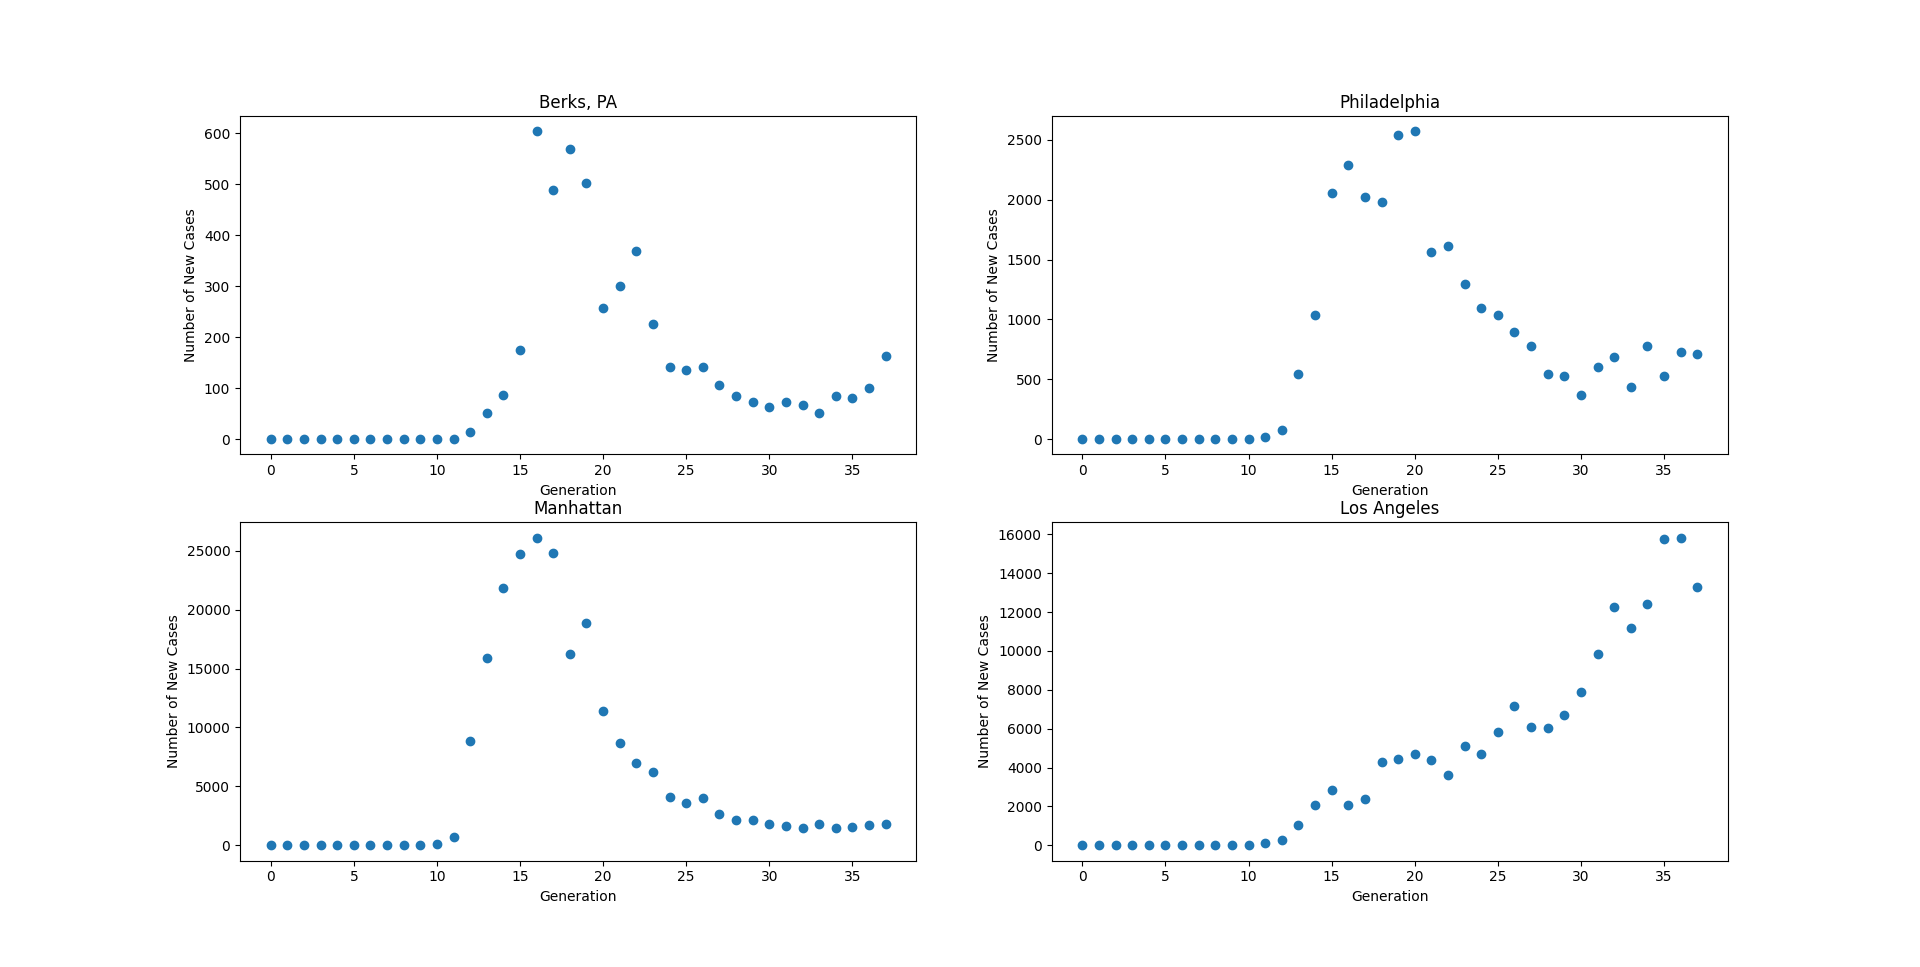 Berks, PA
600
500
400
300
200
100
0
Number of New Cases
0 5 10 15 20 25 30 35
Generation
Philadelphia
2500
2000
1500
1000
500
0
Number of New Cases
0 5 10 15 20 25 30 35
Generation
Manhattan
25000
20000
15000
10000
5000
0
Number of New Cases
0 5 10 15 20 25 30 35
Generation
Los Angeles
16000
14000
12000
10000
8000
6000
4000
2000
0
Number of New Cases
0 5 10 15 20 25 30 35
Generation